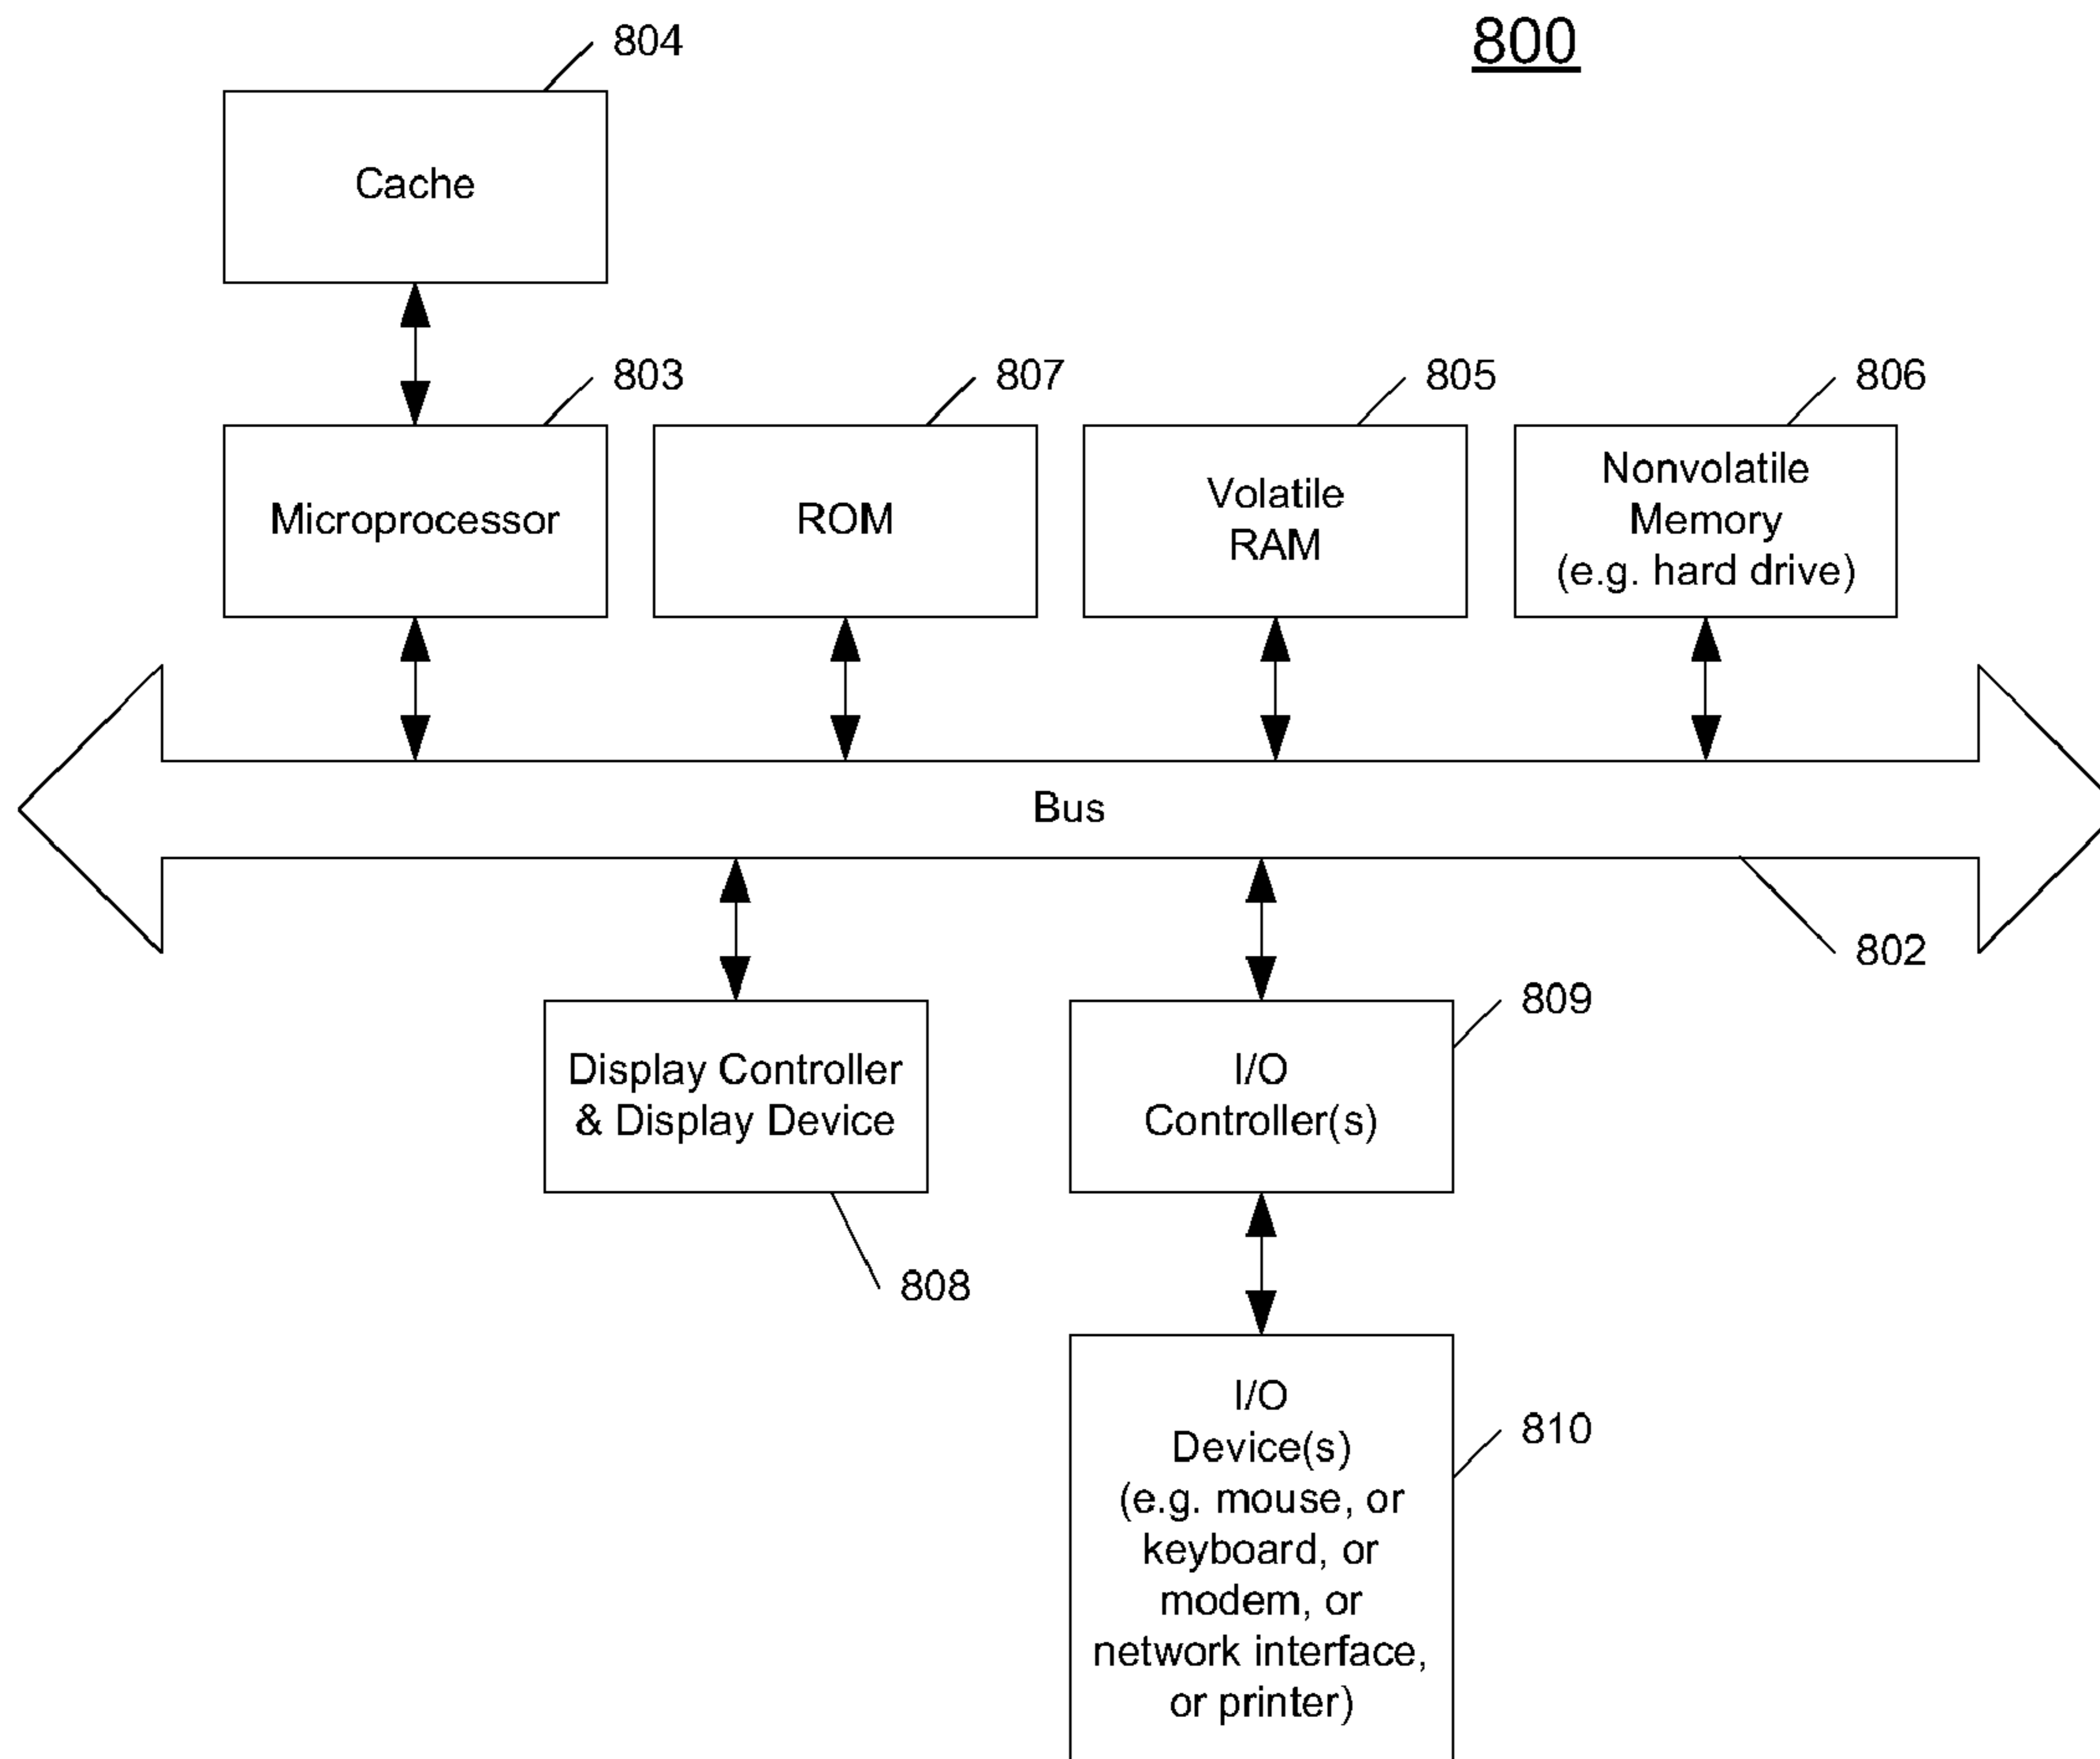 800
804
Cache
803
807
805
806
Microprocessor
ROM
Volatile
RAM
Nonvolatile
Memory
(e.g. hard drive)
Bus
802
809
Display Controller
& Display Device
I/O
Controller(s)
808
810
I/O
Device(s)
(e.g. mouse, or
keyboard, or
modem, or
network interface,
or printer)